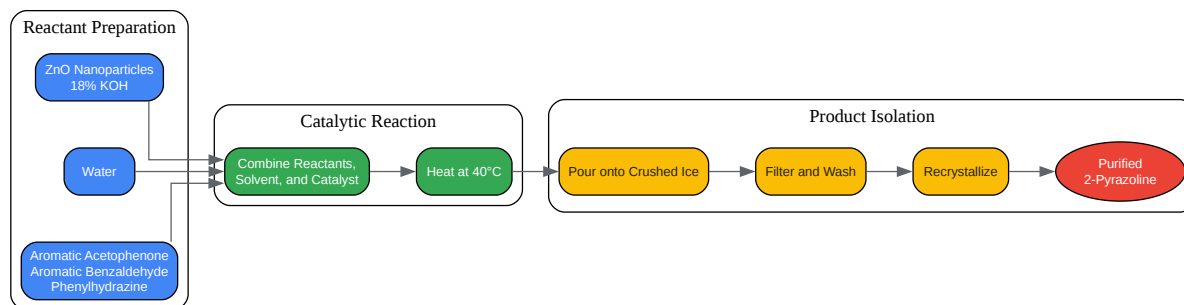 Reactant Preparation
ZnO Nanoparticles
18% KOH
Water
Aromatic Acetophenone
Aromatic Benzaldehyde
Phenylhydrazine
Catalytic Reaction
Combine Reactants,
Solvent, and Catalyst
Heat at 40°C
Product Isolation
Pour onto Crushed Ice
Filter and Wash
Recrystallize
Purified
2-Pyrazoline